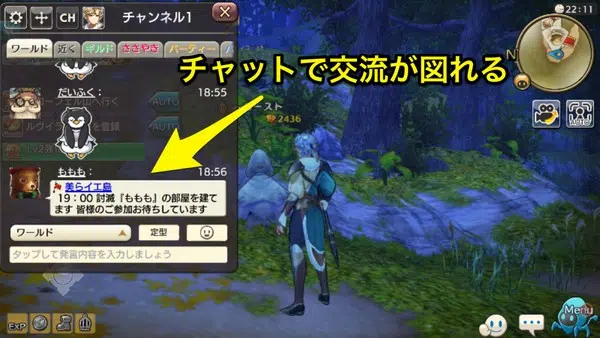 CH
チャンネル1
22:11
ワールド
近く
ギルド
ささやき
パーティー
チャットで交流が図れる
だいふく：
18:55
AUTO
スト
2436
ももも：
18:56
美らイエ島
19：00 討滅『ももも』の部屋を建て
ます 皆様のご参加お待ちしています
ワールド
定型
タップして発言内容を入力しましょう
EXP
Menu